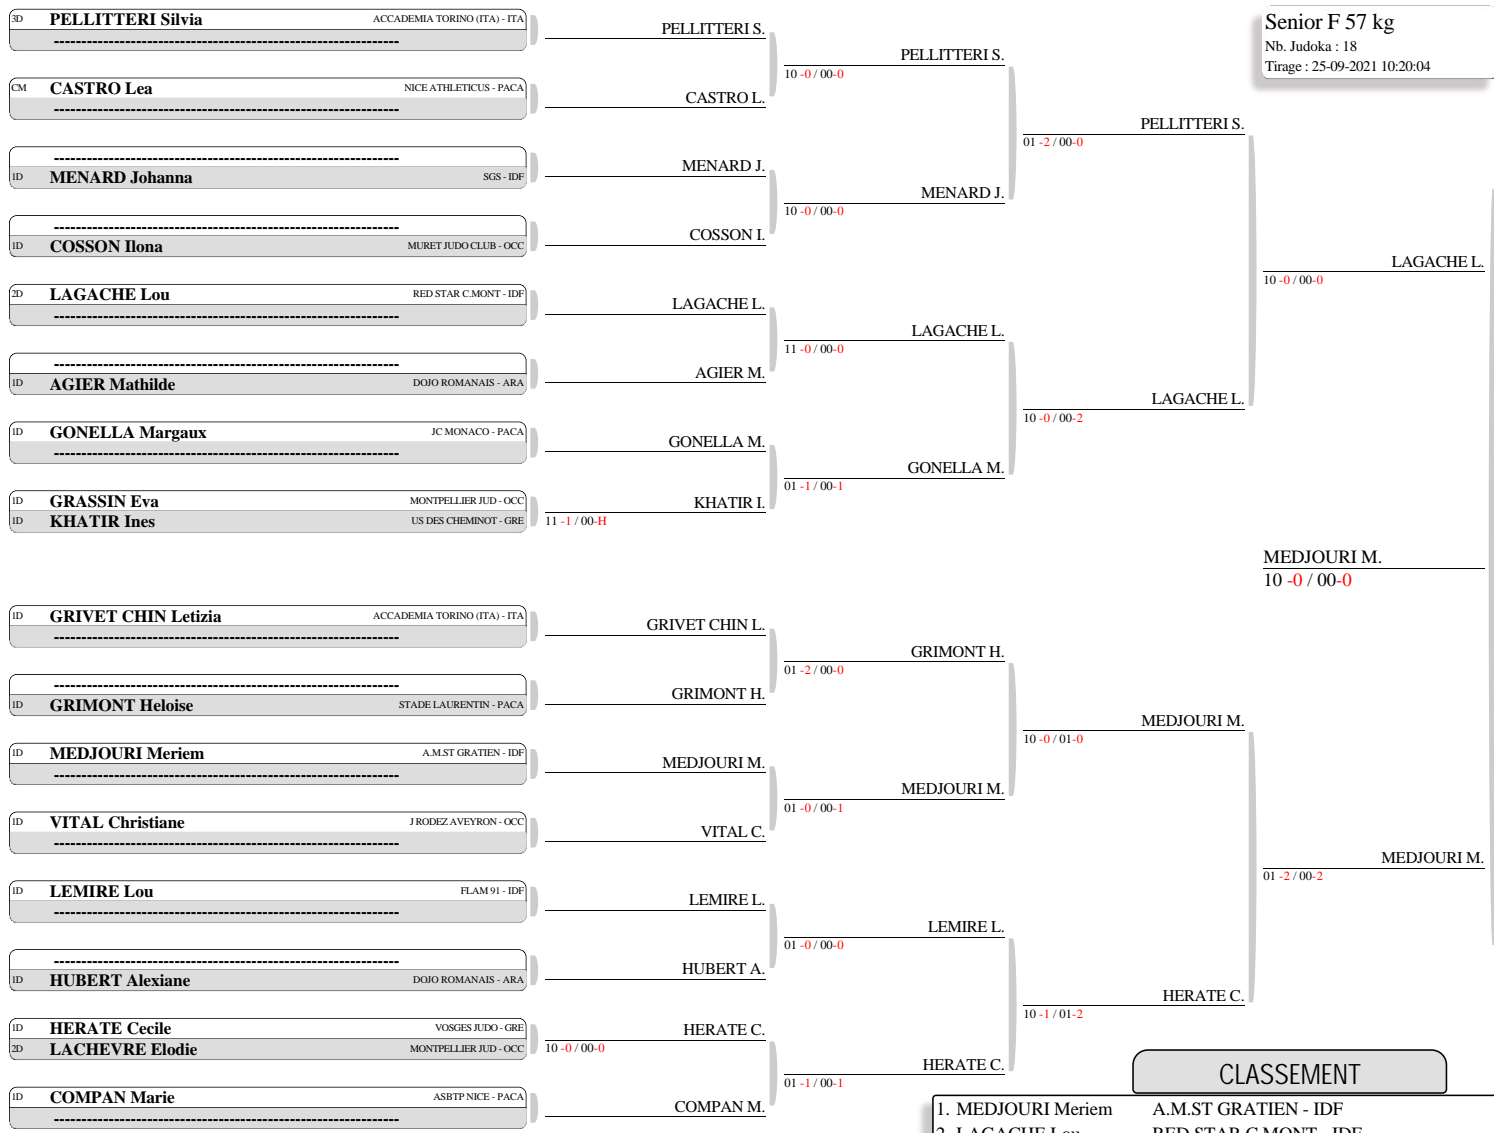 Senior F 57 kg
Nb. Judoka : 18
Tirage : 25-09-2021 10:20:04
3D PELLITTERI Silvia ACCADEMIA TORINO (ITA) - ITA
----------------------------------------------------------------
CM CASTRO Lea NICE ATHLETICUS - PACA
----------------------------------------------------------------
----------------------------------------------------------------
1D MENARD Johanna SGS - IDF
----------------------------------------------------------------
1D COSSON Ilona MURET JUDO CLUB - OCC
2D LAGACHE Lou RED STAR C.MONT - IDF
----------------------------------------------------------------
----------------------------------------------------------------
1D AGIER Mathilde DOJO ROMANAIS - ARA
1D GONELLA Margaux JC MONACO - PACA
----------------------------------------------------------------
1D GRASSIN Eva MONTPELLIER JUD - OCC
1D KHATIR Ines US DES CHEMINOT - GRE
1D GRIVET CHIN Letizia ACCADEMIA TORINO (ITA) - ITA
----------------------------------------------------------------
----------------------------------------------------------------
1D GRIMONT Heloise STADE LAURENTIN - PACA
1D MEDJOURI Meriem A.M.ST GRATIEN - IDF
----------------------------------------------------------------
1D VITAL Christiane J RODEZ AVEYRON - OCC
----------------------------------------------------------------
1D LEMIRE Lou FLAM 91 - IDF
----------------------------------------------------------------
----------------------------------------------------------------
1D HUBERT Alexiane DOJO ROMANAIS - ARA
1D HERATE Cecile VOSGES JUDO - GRE
2D LACHEVRE Elodie MONTPELLIER JUD - OCC
1D COMPAN Marie ASBTP NICE - PACA
----------------------------------------------------------------
PELLITTERI S.
CASTRO L.
MENARD J.
COSSON I.
LAGACHE L.
AGIER M.
GONELLA M.
KHATIR I.
11 -1 / 00-H
GRIVET CHIN L.
GRIMONT H.
MEDJOURI M.
VITAL C.
LEMIRE L.
HUBERT A.
HERATE C.
10 -0 / 00-0
COMPAN M.
PELLITTERI S.
10 -0 / 00-0
MENARD J.
10 -0 / 00-0
LAGACHE L.
11 -0 / 00-0
GONELLA M.
01 -1 / 00-1
GRIMONT H.
01 -2 / 00-0
MEDJOURI M.
01 -0 / 00-1
LEMIRE L.
01 -0 / 00-0
HERATE C.
01 -1 / 00-1
PELLITTERI S.
01 -2 / 00-0
LAGACHE L.
10 -0 / 00-2
MEDJOURI M.
10 -0 / 01-0
HERATE C.
10 -1 / 01-2
LAGACHE L.
10 -0 / 00-0
MEDJOURI M.
01 -2 / 00-2
MEDJOURI M.
10 -0 / 00-0
CLASSEMENT
1. MEDJOURI Meriem A.M.ST GRATIEN - IDF
2. LAGACHE Lou RED STAR C.MONT - IDF